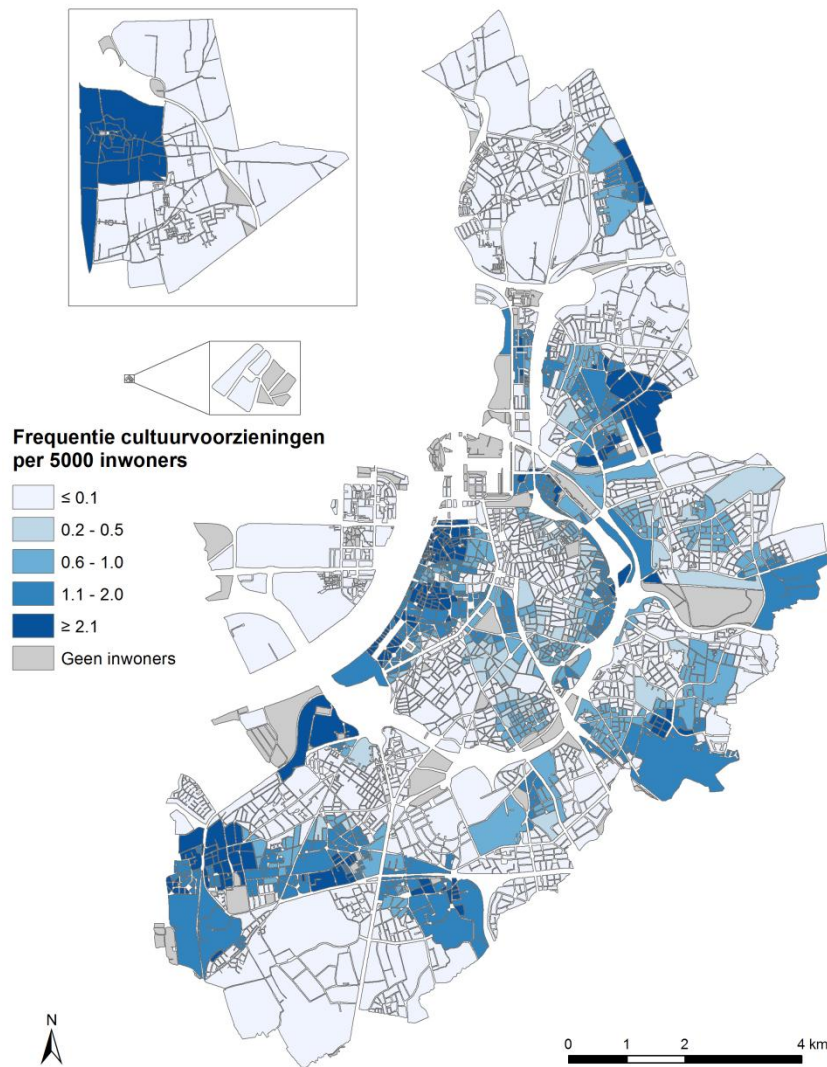 Frequentie cultuurvoorzieningen
per 5000 inwoners
≤ 0.1
0.2 - 0.5
0.6 - 1.0
1.1 - 2.0
≥ 2.1
Geen inwoners
N
0 1 2 4 km